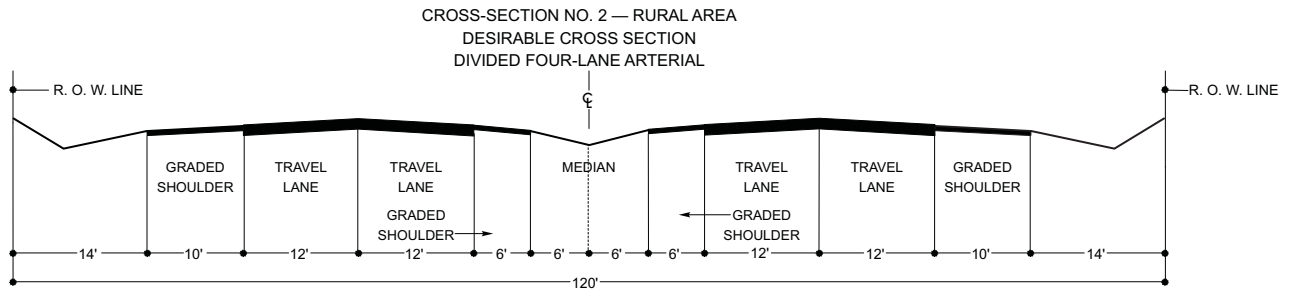 CROSS-SECTION NO. 2 — RURAL AREA
DESIRABLE CROSS SECTION
DIVIDED FOUR-LANE ARTERIAL
R. O. W. LINE
℄
R. O. W. LINE
GRADED
SHOULDER
TRAVEL
LANE
TRAVEL
LANE
MEDIAN
TRAVEL
LANE
TRAVEL
LANE
GRADED
SHOULDER
GRADED
SHOULDER
GRADED
SHOULDER
14' 10' 12' 12' 6' 6' 6' 6' 12' 12' 10' 14'
120'